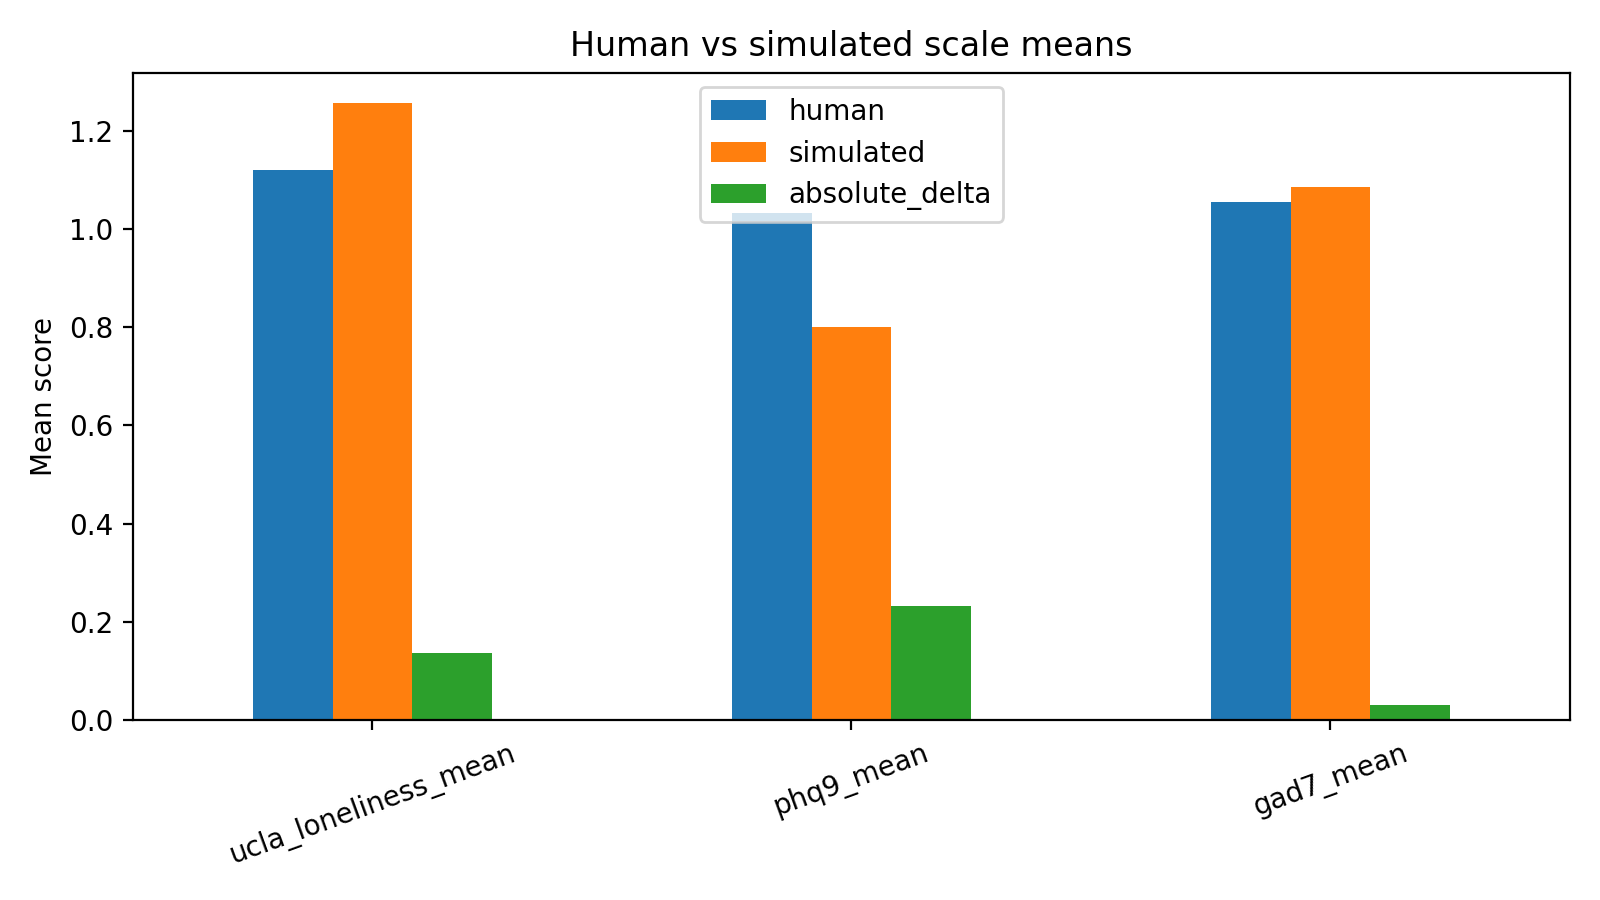 Human vs simulated scale means
human
simulated
absolute_delta
Mean score
1.2
1.0
0.8
0.6
0.4
0.2
0.0
ucla_loneliness_mean
phq9_mean
gad7_mean